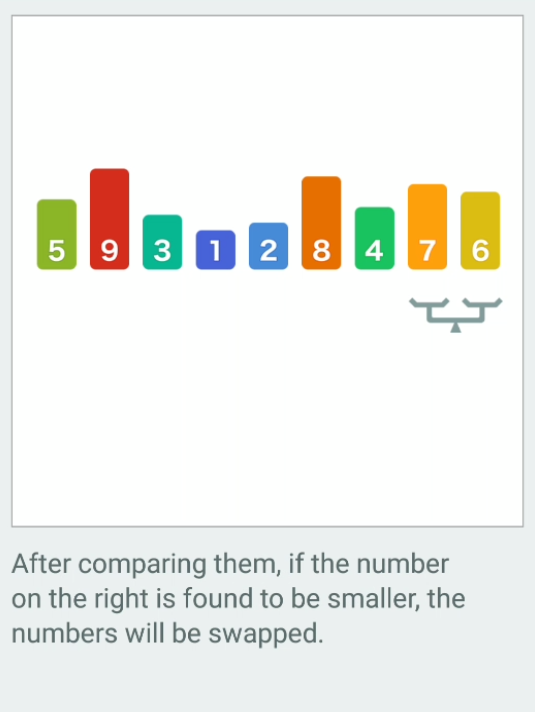 5 9 3 1 2 8 4 7 6
After comparing them, if the number
on the right is found to be smaller, the
numbers will be swapped.